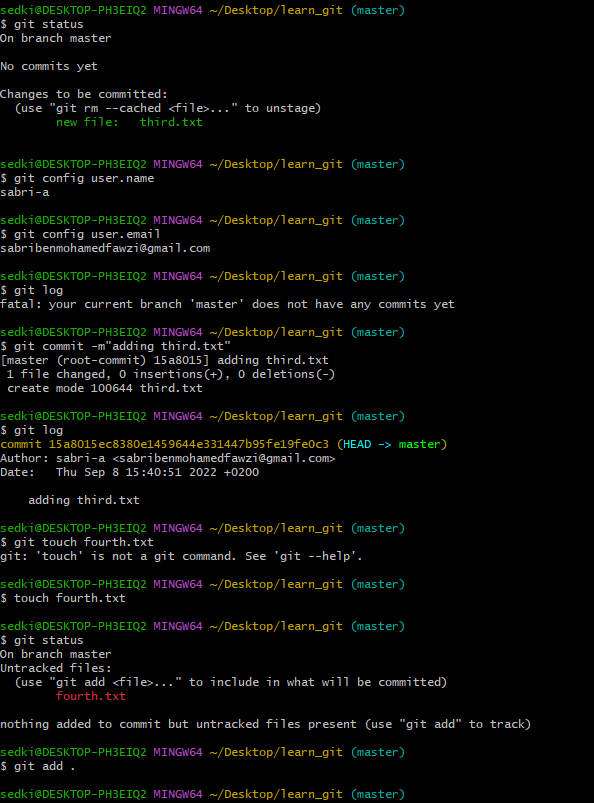 sedki@DESKTOP-PH3EIQ2 MINGW64 ~/Desktop/learn_git (master)
$ git status
On branch master
No commits yet
Changes to be committed:
  (use "git rm --cached <file>..." to unstage)
        new file:   third.txt
sedki@DESKTOP-PH3EIQ2 MINGW64 ~/Desktop/learn_git (master)
$ git config user.name
sabri-a
sedki@DESKTOP-PH3EIQ2 MINGW64 ~/Desktop/learn_git (master)
$ git config user.email
sabribenmohamedfawzi@gmail.com
sedki@DESKTOP-PH3EIQ2 MINGW64 ~/Desktop/learn_git (master)
$ git log
fatal: your current branch 'master' does not have any commits yet
sedki@DESKTOP-PH3EIQ2 MINGW64 ~/Desktop/learn_git (master)
$ git commit -m"adding third.txt"
[master (root-commit) 15a8015] adding third.txt
 1 file changed, 0 insertions(+), 0 deletions(-)
 create mode 100644 third.txt
sedki@DESKTOP-PH3EIQ2 MINGW64 ~/Desktop/learn_git (master)
$ git log
commit 15a8015ec8380e1459644e331447b95fe19fe0c3 (HEAD -> master)
Author: sabri-a <sabribenmohamedfawzi@gmail.com>
Date:   Thu Sep 8 15:40:51 2022 +0200
    adding third.txt
sedki@DESKTOP-PH3EIQ2 MINGW64 ~/Desktop/learn_git (master)
$ git touch fourth.txt
git: 'touch' is not a git command. See 'git --help'.
sedki@DESKTOP-PH3EIQ2 MINGW64 ~/Desktop/learn_git (master)
$ touch fourth.txt
sedki@DESKTOP-PH3EIQ2 MINGW64 ~/Desktop/learn_git (master)
$ git status
On branch master
Untracked files:
  (use "git add <file>..." to include in what will be committed)
        fourth.txt
nothing added to commit but untracked files present (use "git add" to track)
sedki@DESKTOP-PH3EIQ2 MINGW64 ~/Desktop/learn_git (master)
$ git add .
sedki@DESKTOP-PH3EIQ2 MINGW64 ~/Desktop/learn_git (master)